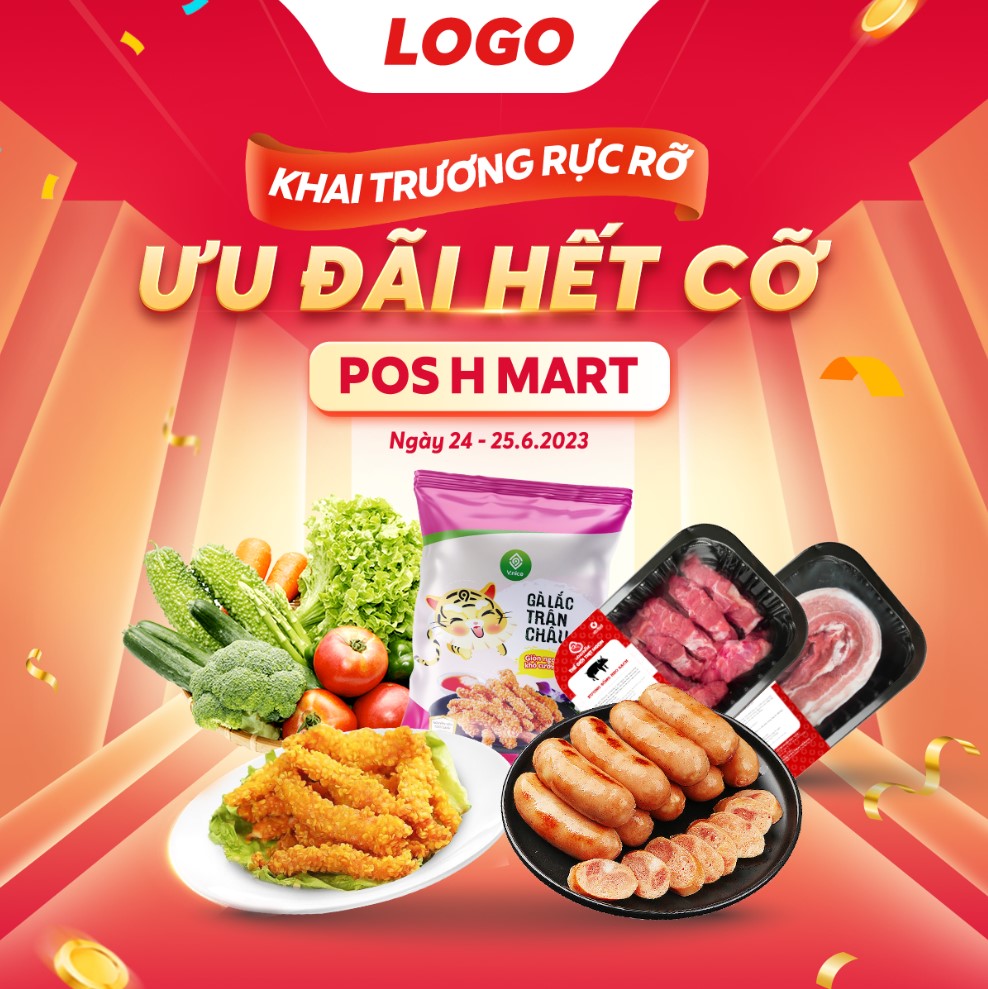 LOGO
KHAI TRƯƠNG RỰC RỠ
ƯU ĐÃI HẾT CỠ
POS H MART
Ngày 24 - 25.6.2023
V.nice
GÀ LẮC
TRÂN
CHÂU